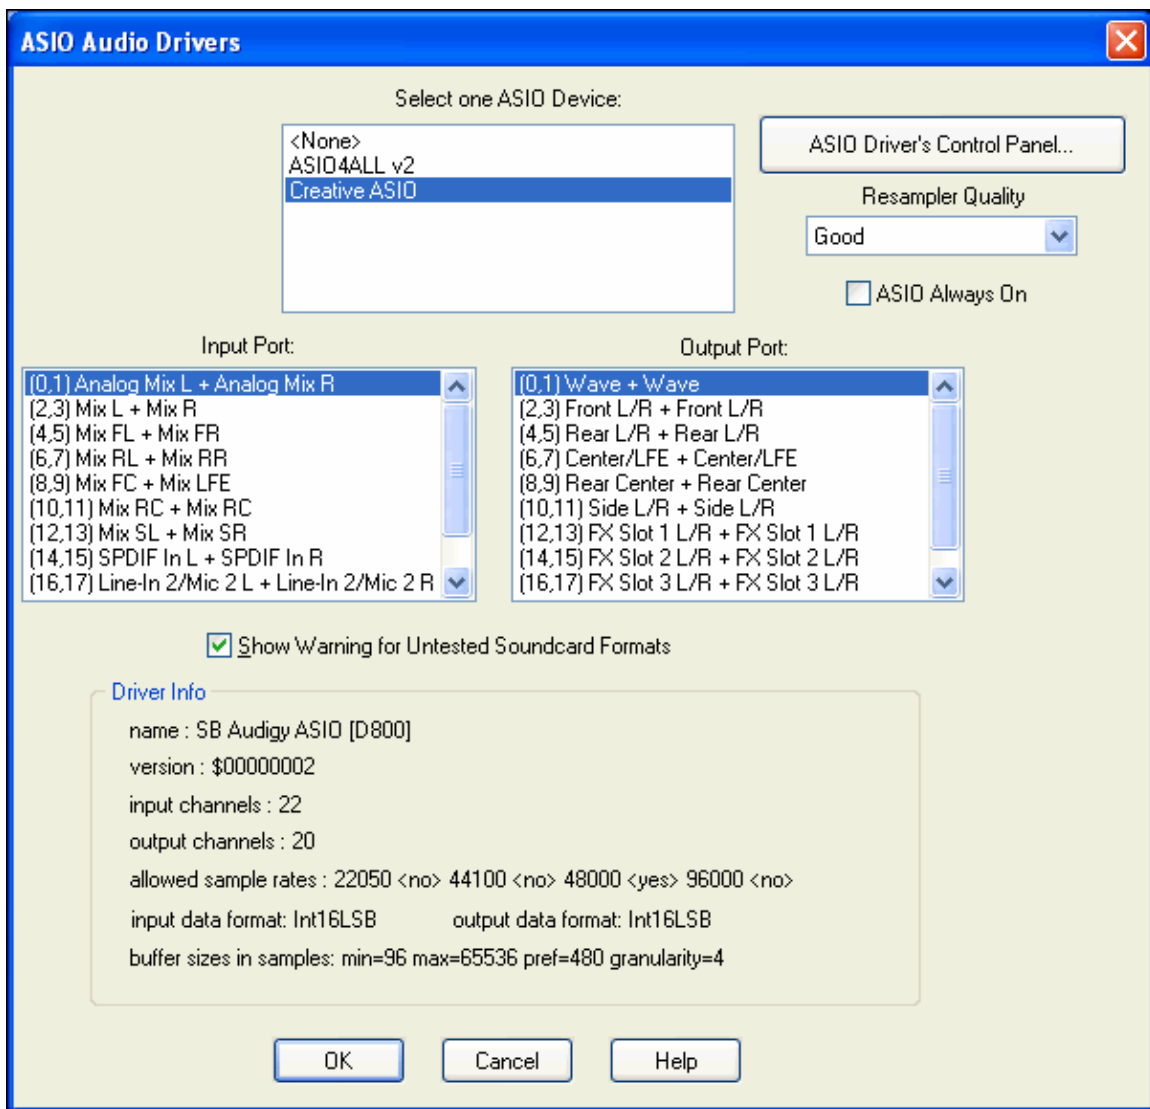 ASIO Audio Drivers
Select one ASIO Device:
<None>
ASIO4ALL v2
Creative ASIO
ASIO Driver's Control Panel...
Resampler Quality
Good
ASIO Always On
Input Port:
(0,1) Analog Mix L + Analog Mix R
(2,3) Mix L + Mix R
(4,5) Mix FL + Mix FR
(6,7) Mix RL + Mix RR
(8,9) Mix FC + Mix LFE
(10,11) Mix RC + Mix RC
(12,13) Mix SL + Mix SR
(14,15) SPDIF In L + SPDIF In R
(16,17) Line-In 2/Mic 2 L + Line-In 2/Mic 2 R
Output Port:
(0,1) Wave + Wave
(2,3) Front L/R + Front L/R
(4,5) Rear L/R + Rear L/R
(6,7) Center/LFE + Center/LFE
(8,9) Rear Center + Rear Center
(10,11) Side L/R + Side L/R
(12,13) FX Slot 1 L/R + FX Slot 1 L/R
(14,15) FX Slot 2 L/R + FX Slot 2 L/R
(16,17) FX Slot 3 L/R + FX Slot 3 L/R
Show Warning for Untested Soundcard Formats
Driver Info
name : SB Audigy ASIO [D800]
version : $00000002
input channels : 22
output channels : 20
allowed sample rates : 22050 <no> 44100 <no> 48000 <yes> 96000 <no>
input data format: Int16LSB output data format: Int16LSB
buffer sizes in samples: min=96 max=65536 pref=480 granularity=4
OK
Cancel
Help